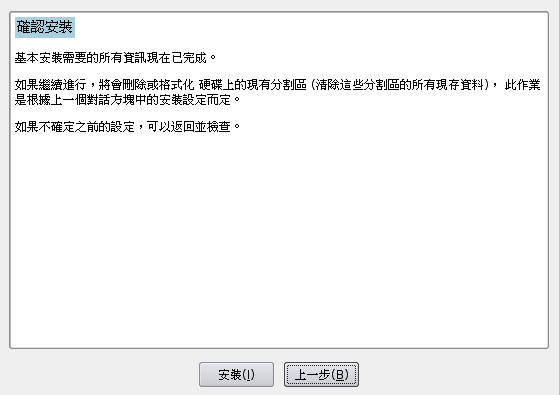 確認安裝
基本安裝需要的所有資訊現在已完成。
如果繼續進行，將會刪除或格式化 硬碟上的現有分割區 (清除這些分割區的所有現存資料)， 此作業
是根據上一個對話方塊中的安裝設定而定。
如果不確定之前的設定，可以返回並檢查。
安裝(I) 上一步(B)